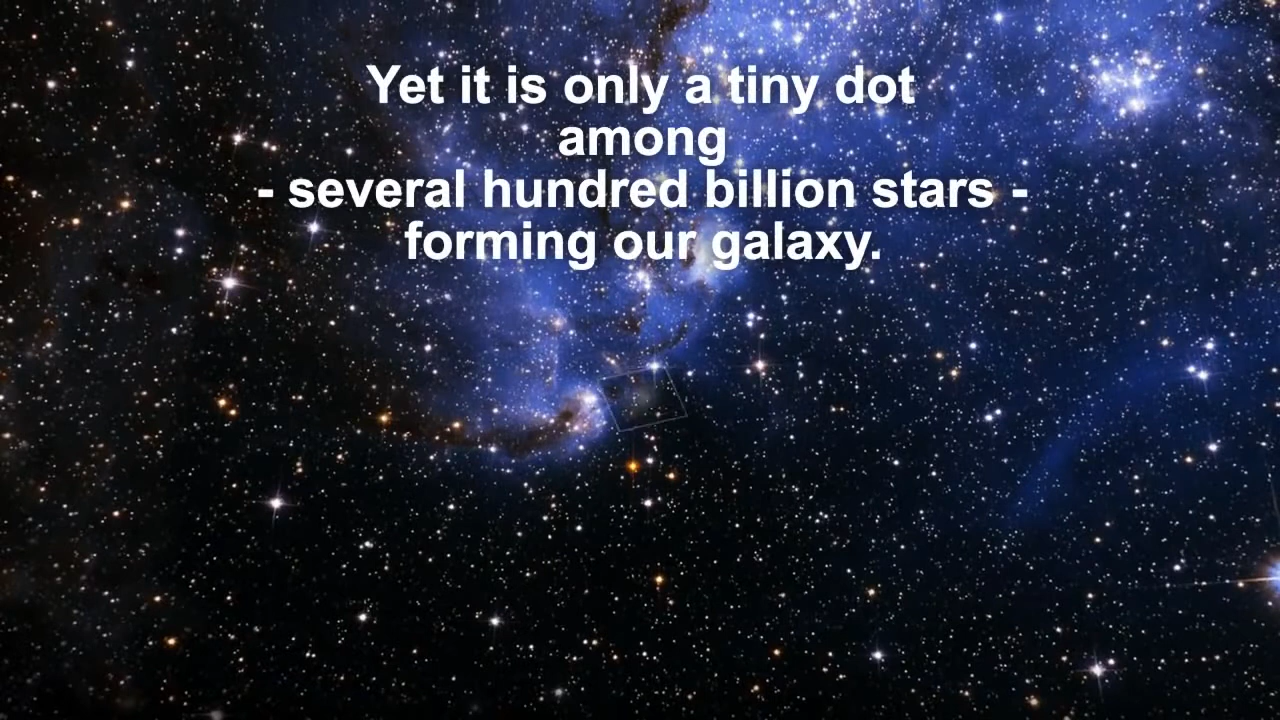 Yet it is only a tiny dot
among
- several hundred billion stars -
forming our galaxy.